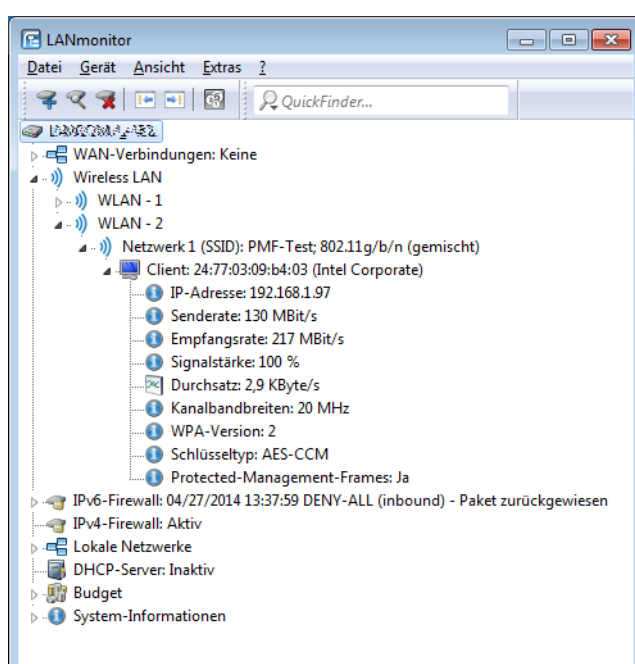 LANmonitor
Datei Gerät Ansicht Extras ?
QuickFinder...
WAN-Verbindungen: Keine
Wireless LAN
WLAN - 1
WLAN - 2
Netzwerk 1 (SSID): PMF-Test; 802.11g/b/n (gemischt)
Client: 24:77:03:09:b4:03 (Intel Corporate)
IP-Adresse: 192.168.1.97
Senderate: 130 MBit/s
Empfangsrate: 217 MBit/s
Signalstärke: 100 %
Durchsatz: 2,9 KByte/s
Kanalbandbreiten: 20 MHz
WPA-Version: 2
Schlüsseltyp: AES-CCM
Protected-Management-Frames: Ja
IPv6-Firewall: 04/27/2014 13:37:59 DENY-ALL (inbound) - Paket zurückgewiesen
IPv4-Firewall: Aktiv
Lokale Netzwerke
DHCP-Server: Inaktiv
Budget
System-Informationen